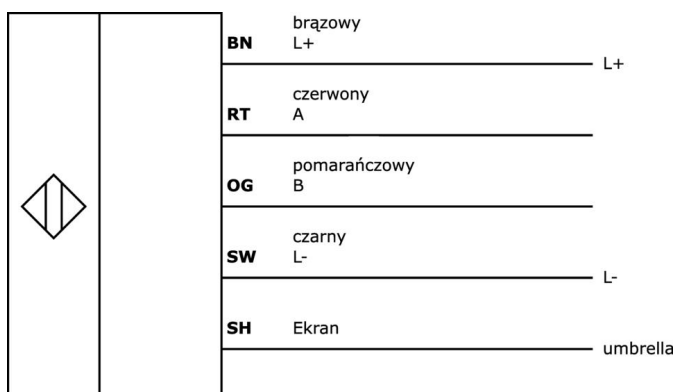 brązowy
BN L+
L+
czerwony
RT A
pomarańczowy
OG B
czarny
SW L-
L-
SH Ekran
umbrella